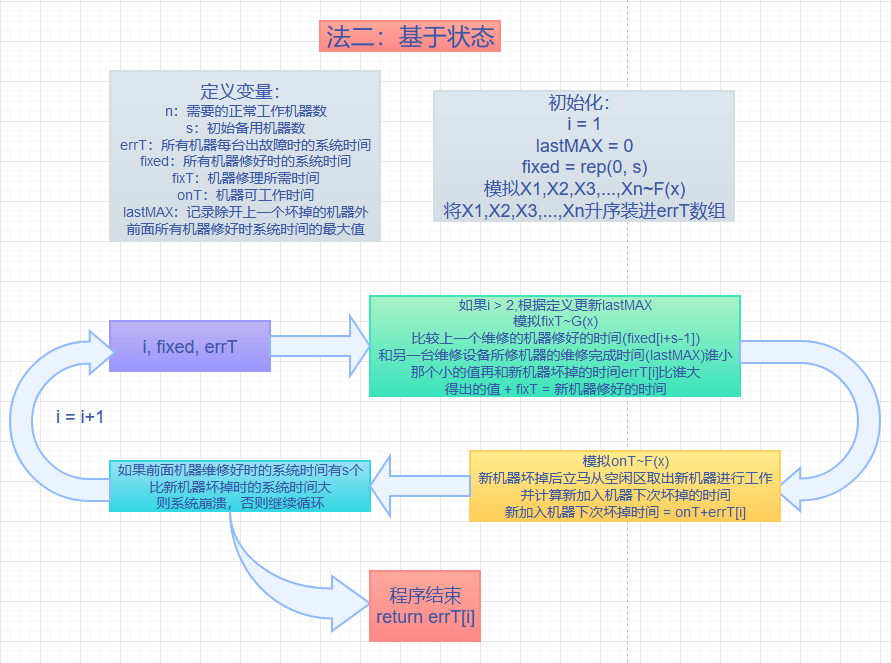 法二：基于状态
定义变量：
n：需要的正常工作机器数
s：初始备用机器数
errT：所有机器每台出故障时的系统时间
fixed：所有机器修好时的系统时间
fixT：机器修理所需时间
onT：机器可工作时间
lastMAX：记录除开上一个坏掉的机器外
前面所有机器修好时系统时间的最大值
初始化：
i = 1
lastMAX = 0
fixed = rep(0, s)
模拟X1,X2,X3,...,Xn~F(x)
将X1,X2,X3,...,Xn升序装进errT数组
i, fixed, errT
如果i > 2,根据定义更新lastMAX
模拟fixT~G(x)
比较上一个维修的机器修好的时间(fixed[i+s-1])
和另一台维修设备所修机器的维修完成时间(lastMAX)谁小
那个小的值再和新机器坏掉的时间errT[i]比谁大
得出的值 + fixT = 新机器修好的时间
i = i+1
模拟onT~F(x)
新机器坏掉后立马从空闲区取出新机器进行工作
并计算新加入机器下次坏掉的时间
新加入机器下次坏掉时间 = onT+errT[i]
如果前面机器维修好时的系统时间有s个
比新机器坏掉时的系统时间大
则系统崩溃，否则继续循环
程序结束
return errT[i]